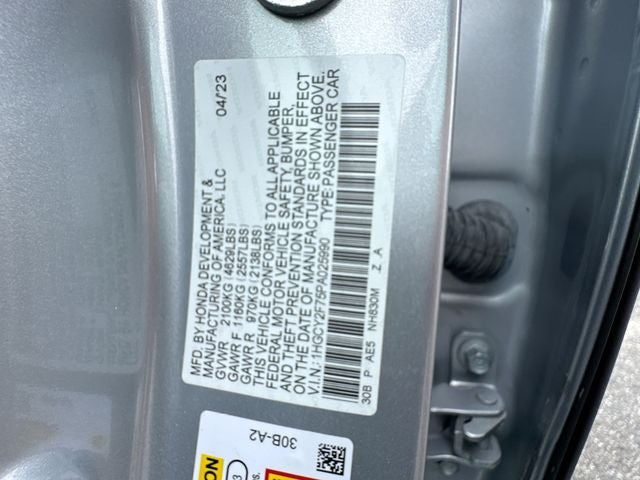 MFD. BY HONDA DEVELOPMENT &
MANUFACTURING OF AMERICA, LLC 04/23
GVWR 2100KG (4629LBS)
GAWR F 1160KG (2557LBS)
GAWR R 970KG (2138LBS)
THIS VEHICLE CONFORMS TO ALL APPLICABLE
FEDERAL MOTOR VEHICLE SAFETY, BUMPER,
AND THEFT PREVENTION STANDARDS IN EFFECT
ON THE DATE OF MANUFACTURE SHOWN ABOVE.
V.I.N.:1HGCY2F75PA025990 TYPE:PASSENGER CAR
30B P AE5 NH830M Z A
30B-A2